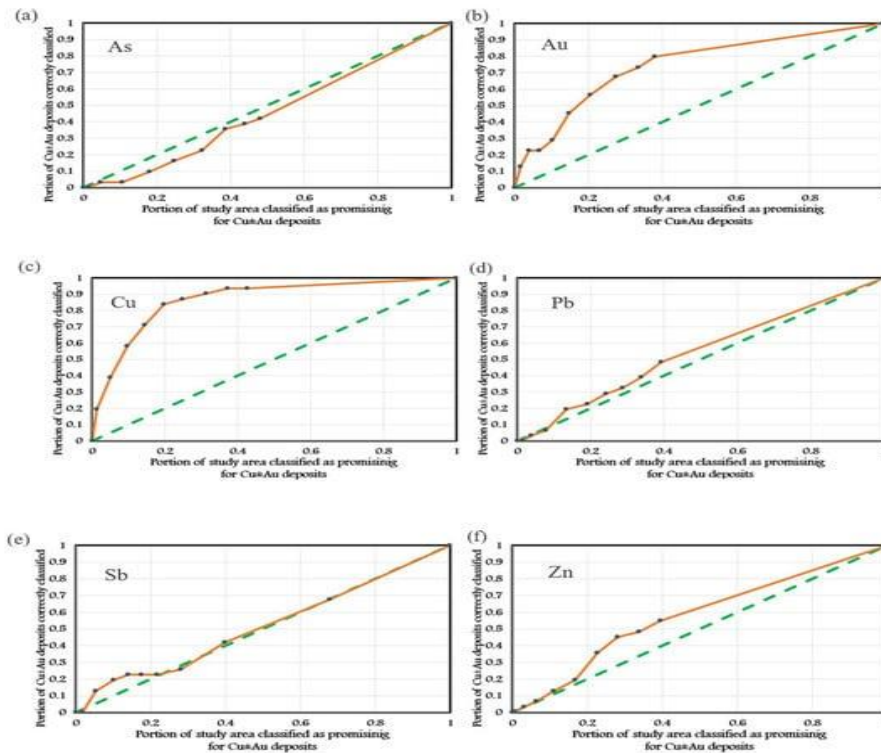 (a)
As
Portion of Cu±Au deposits correctly classified
1
0.9
0.8
0.7
0.6
0.5
0.4
0.3
0.2
0.1
0
0 0.2 0.4 0.6 0.8 1
Portion of study area classified as promisinig
for Cu±Au deposits
(b)
Au
Portion of Cu±Au deposits correctly classified
1
0.9
0.8
0.7
0.6
0.5
0.4
0.3
0.2
0.1
0
0 0.2 0.4 0.6 0.8
Portion of study area classified as promisinig
for Cu±Au deposits
(c)
Cu
Portion of Cu±Au deposits correctly classified
1
0.9
0.8
0.7
0.6
0.5
0.4
0.3
0.2
0.1
0
0 0.2 0.4 0.6 0.8 1
Portion of study area classified as promisinig
for Cu±Au deposits
(d)
Pb
Portion of Cu±Au deposits correctly classified
1
0.9
0.8
0.7
0.6
0.5
0.4
0.3
0.2
0.1
0
0 0.2 0.4 0.6 0.8
Portion of study area classified as promisinig
for Cu±Au deposits
(e)
Sb
Portion of Cu±Au deposits correctly classified
1
0.9
0.8
0.7
0.6
0.5
0.4
0.3
0.2
0.1
0
0 0.2 0.4 0.6 0.8 1
Portion of study area classified as promisinig
for Cu±Au deposits
(f)
Zn
Portion of Cu±Au deposits correctly classified
1
0.9
0.8
0.7
0.6
0.5
0.4
0.3
0.2
0.1
0
0 0.2 0.4 0.6 0.8
Portion of study area classified as promisinig
for Cu±Au deposits